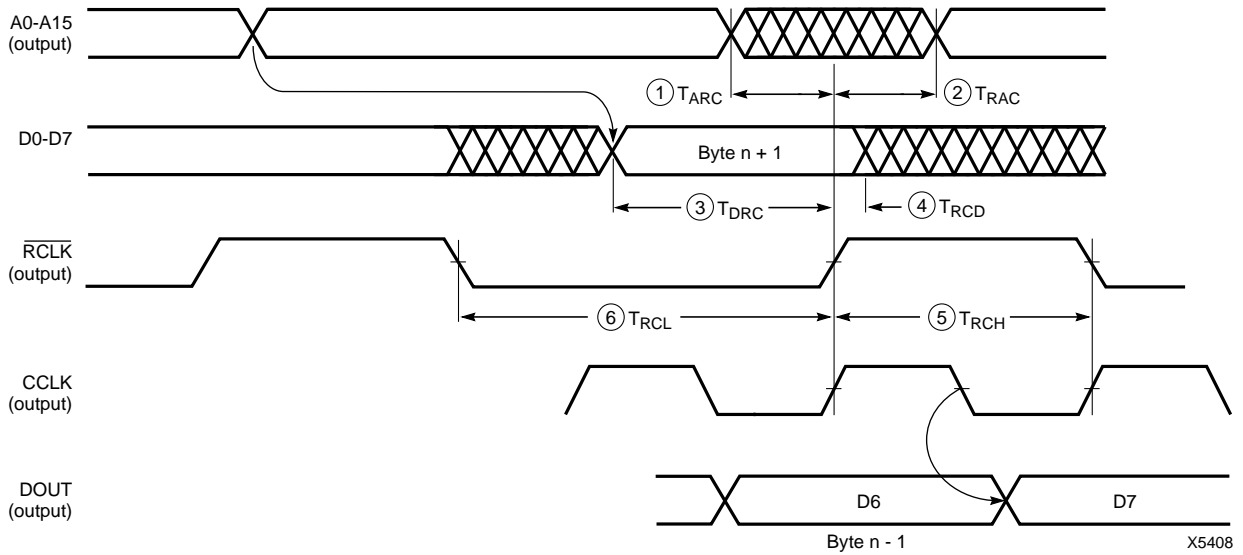 A0-A15
(output)
① TARC
② TRAC
D0-D7
Byte n + 1
③ TDRC
④ TRCD
RCLK
(output)
⑥ TRCL
⑤ TRCH
CCLK
(output)
DOUT
(output)
D6
D7
Byte n - 1
X5408